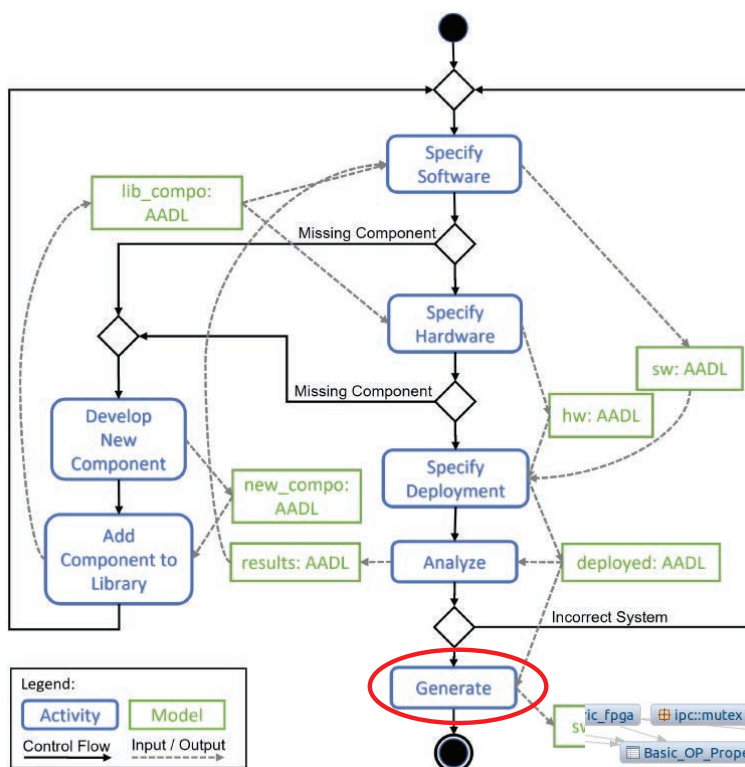 Specify
Software
lib_compo:
AADL
Missing Component
Specify
Hardware
sw: AADL
Missing Component
hw: AADL
Develop
New
Component
Specify
Deployment
new_compo:
AADL
Add
Component to
Library
results: AADL
Analyze
deployed: AADL
Incorrect System
Legend:
Activity
Model
Control Flow
Input / Output
Generate
ipc::mutex